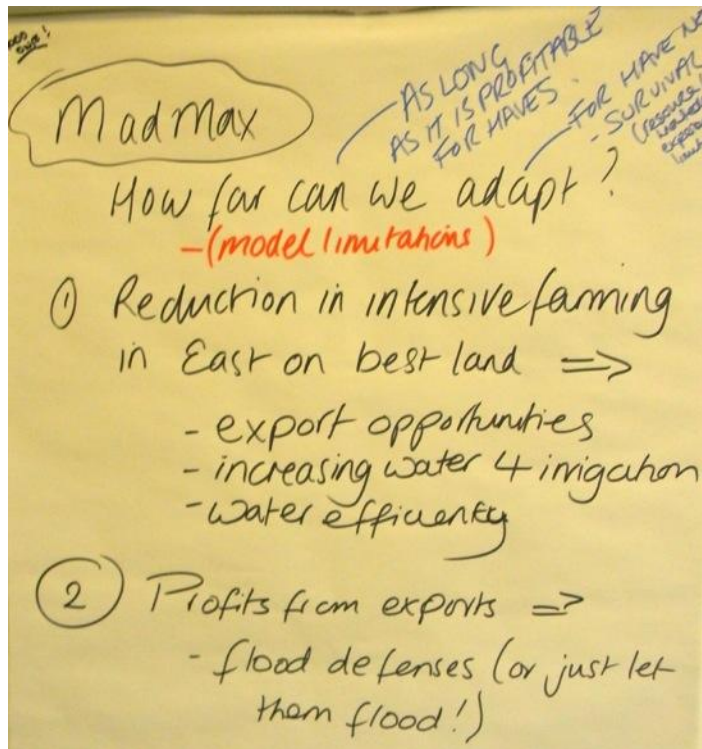 MadMax
AS LONG
AS IT IS PROFITABLE
FOR HAVES.
FOR HAVE
- SURVIVAL
How far can we adapt?
-(model limitations)
① Reduction in intensive farming
in East on best land =>
- export opportunities
- increasing water 4 irrigation
- water efficiency
② Profits from exports =>
- flood defenses (or just let
them flood!)